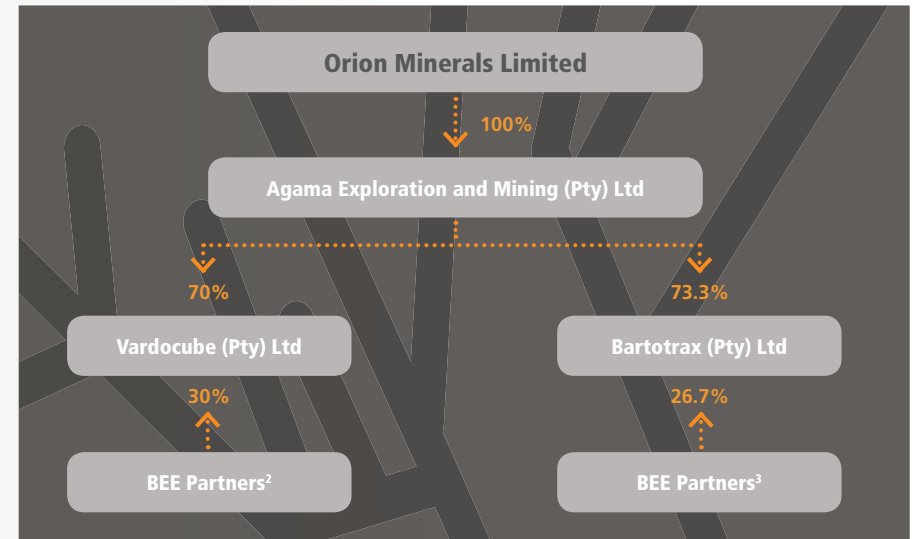 Orion Minerals Limited
100%
Agama Exploration and Mining (Pty) Ltd
70%
73.3%
Vardocube (Pty) Ltd
Bartotrax (Pty) Ltd
30%
26.7%
BEE Partners²
BEE Partners³